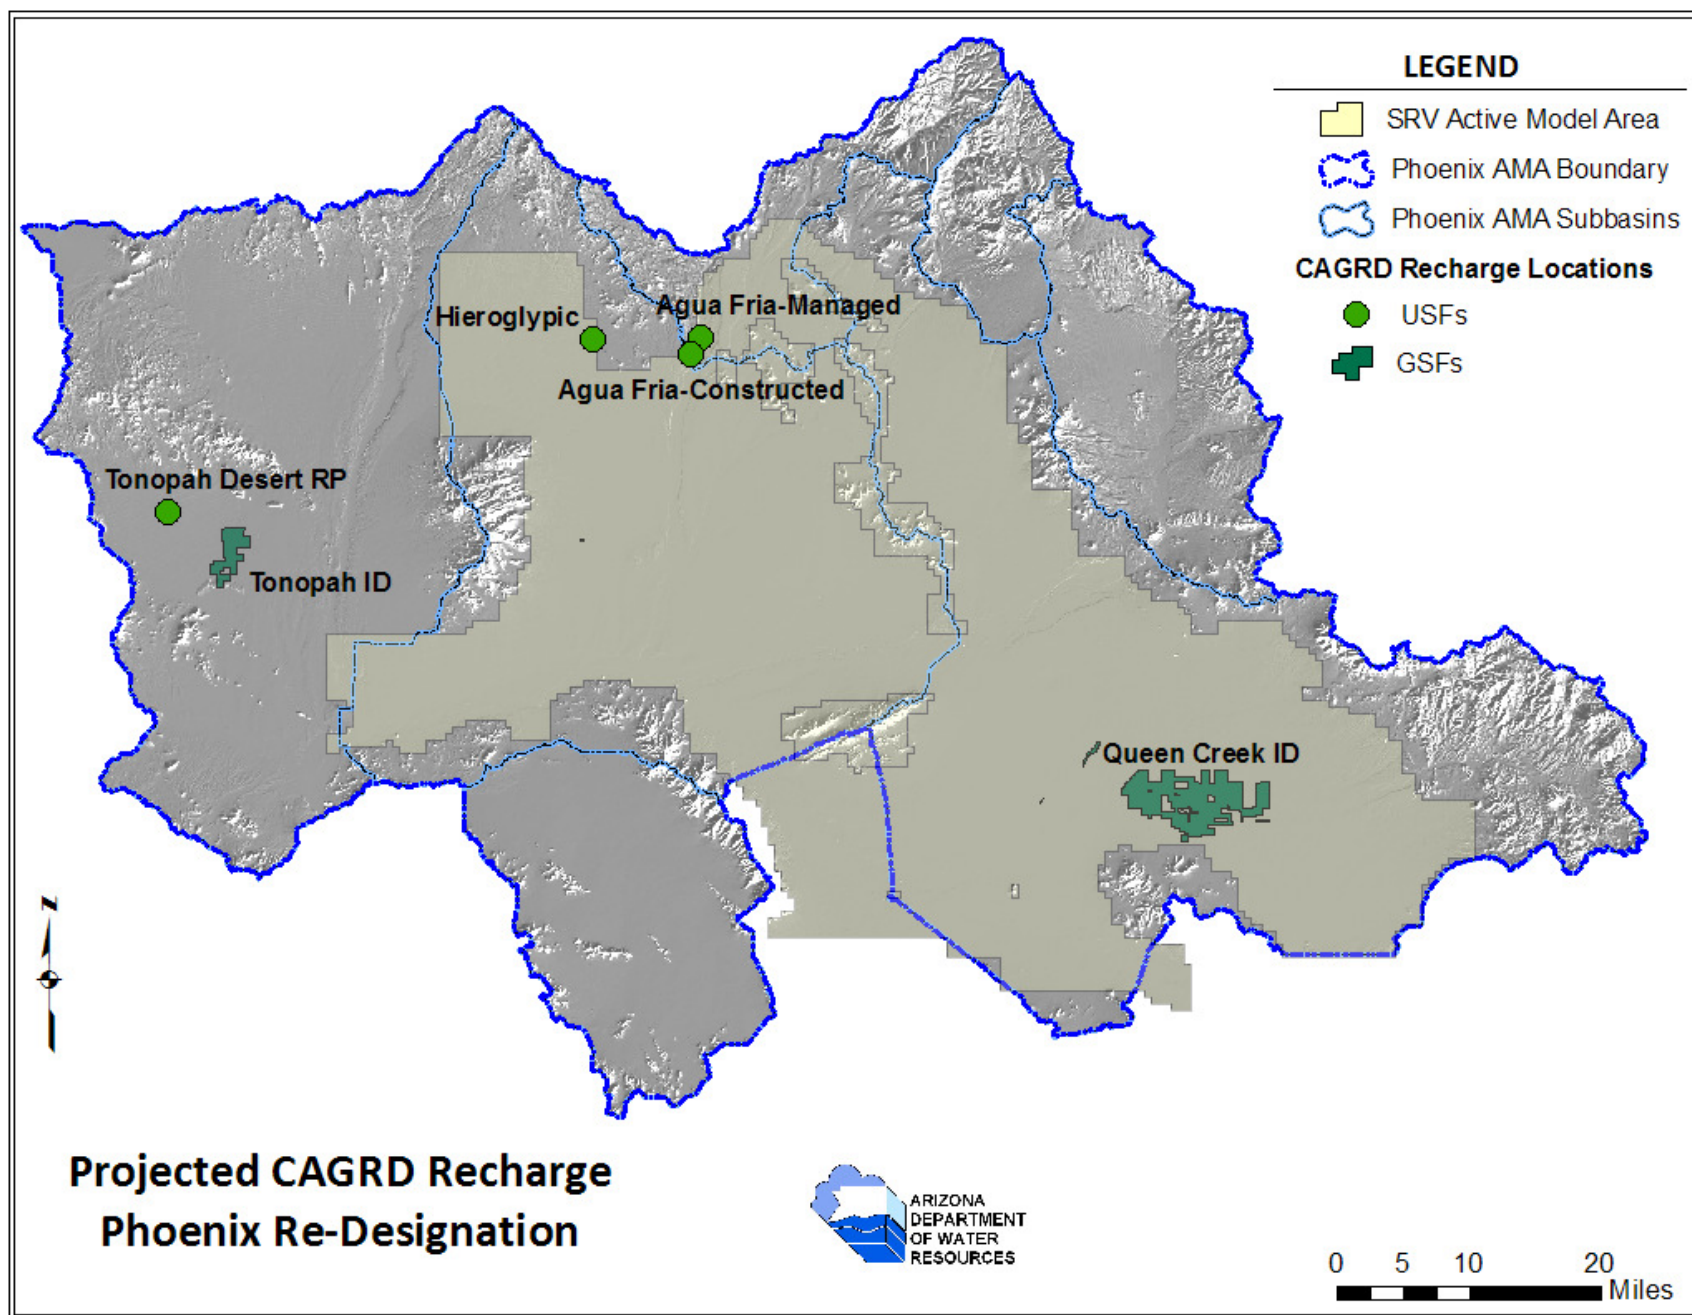 LEGEND
SRV Active Model Area
Phoenix AMA Boundary
Phoenix AMA Subbasins
CAGRD Recharge Locations
USFs
GSFs
Agua Fria-Managed
Hieroglypic
Agua Fria-Constructed
Tonopah Desert RP
Tonopah ID
Queen Creek ID
N
Projected CAGRD Recharge
Phoenix Re-Designation
ARIZONA
DEPARTMENT
OF WATER
RESOURCES
0 5 10 20
Miles